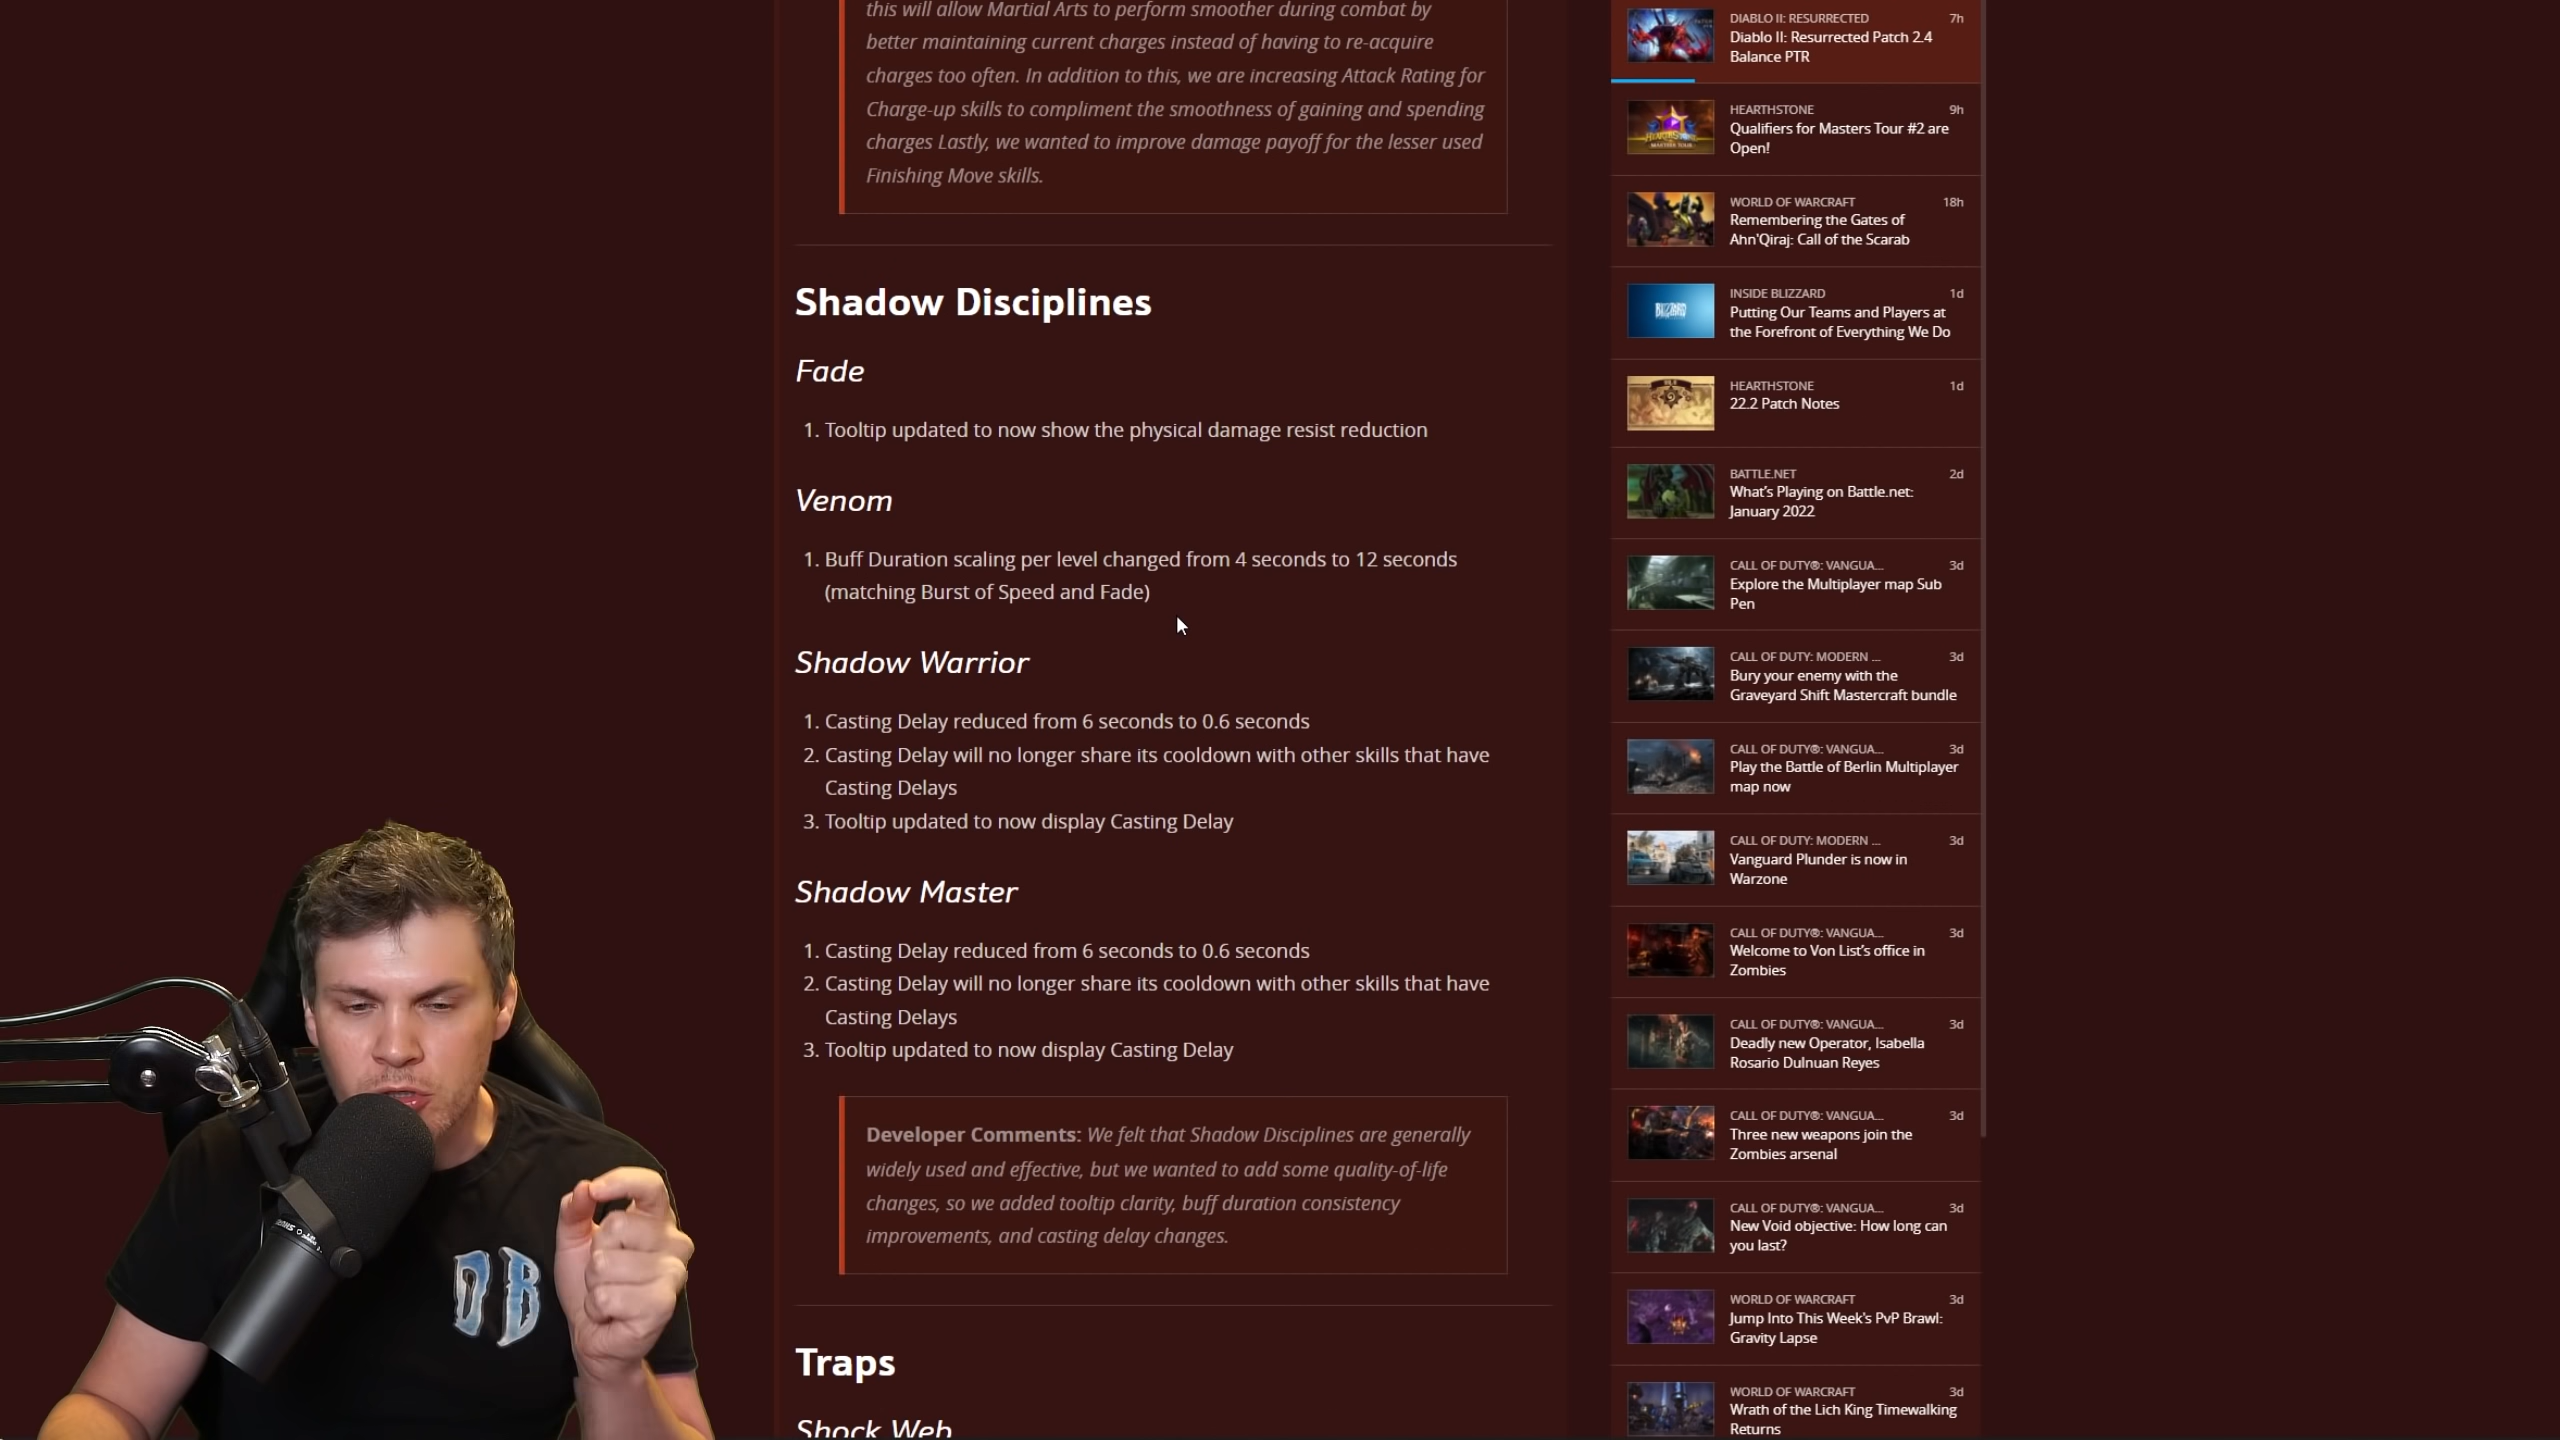 this will allow Martial Arts to perform smoother during combat by
better maintaining current charges instead of having to re-acquire
charges too often. In addition to this, we are increasing Attack Rating for
Charge-up skills to compliment the smoothness of gaining and spending
charges Lastly, we wanted to improve damage payoff for the lesser used
Finishing Move skills.
Shadow Disciplines
Fade
1. Tooltip updated to now show the physical damage resist reduction
Venom
1. Buff Duration scaling per level changed from 4 seconds to 12 seconds
(matching Burst of Speed and Fade)
Shadow Warrior
1. Casting Delay reduced from 6 seconds to 0.6 seconds
2. Casting Delay will no longer share its cooldown with other skills that have
Casting Delays
3. Tooltip updated to now display Casting Delay
Shadow Master
1. Casting Delay reduced from 6 seconds to 0.6 seconds
2. Casting Delay will no longer share its cooldown with other skills that have
Casting Delays
3. Tooltip updated to now display Casting Delay
Developer Comments: We felt that Shadow Disciplines are generally
widely used and effective, but we wanted to add some quality-of-life
changes, so we added tooltip clarity, buff duration consistency
improvements, and casting delay changes.
Traps
Shock Web
DIABLO II: RESURRECTED 7h
Diablo II: Resurrected Patch 2.4
Balance PTR
HEARTHSTONE 9h
Qualifiers for Masters Tour #2 are
Open!
WORLD OF WARCRAFT 18h
Remembering the Gates of
Ahn'Qiraj: Call of the Scarab
BLIZZARD
INSIDE BLIZZARD 1d
Putting Our Teams and Players at
the Forefront of Everything We Do
HEARTHSTONE 1d
22.2 Patch Notes
BATTLE.NET 2d
What's Playing on Battle.net:
January 2022
CALL OF DUTY®: VANGUA... 3d
Explore the Multiplayer map Sub
Pen
CALL OF DUTY: MODERN ... 3d
Bury your enemy with the
Graveyard Shift Mastercraft bundle
CALL OF DUTY®: VANGUA... 3d
Play the Battle of Berlin Multiplayer
map now
CALL OF DUTY: MODERN ... 3d
Vanguard Plunder is now in
Warzone
CALL OF DUTY®: VANGUA... 3d
Welcome to Von List's office in
Zombies
CALL OF DUTY®: VANGUA... 3d
Deadly new Operator, Isabella
Rosario Dulnuan Reyes
CALL OF DUTY®: VANGUA... 3d
Three new weapons join the
Zombies arsenal
CALL OF DUTY®: VANGUA... 3d
New Void objective: How long can
you last?
WORLD OF WARCRAFT 3d
Jump Into This Week's PvP Brawl:
Gravity Lapse
WORLD OF WARCRAFT 3d
Wrath of the Lich King Timewalking
Returns
DB